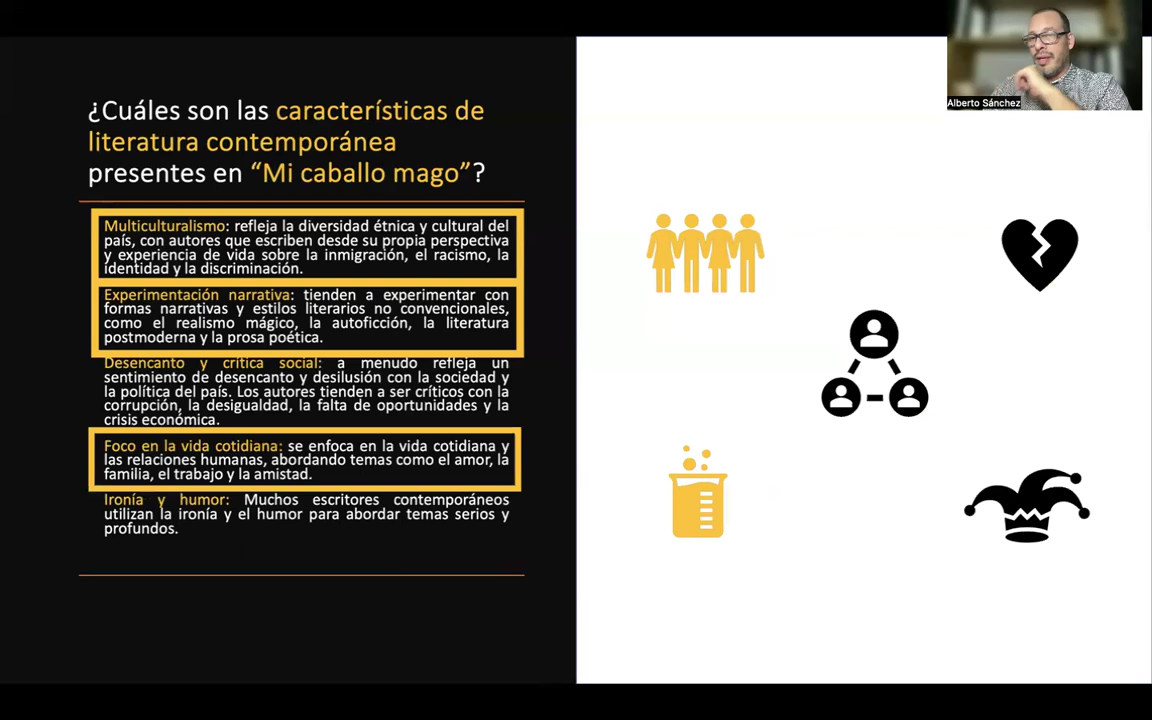 ¿Cuáles son las características de
literatura contemporánea
presentes en “Mi caballo mago”?
Multiculturalismo: refleja la diversidad étnica y cultural del
país, con autores que escriben desde su propia perspectiva
y experiencia de vida sobre la inmigración, el racismo, la
identidad y la discriminación.
Experimentación narrativa: tienden a experimentar con
formas narrativas y estilos literarios no convencionales,
como el realismo mágico, la autoficción, la literatura
postmoderna y la prosa poética.
Desencanto y crítica social: a menudo refleja un
sentimiento de desencanto y desilusión con la sociedad y
la política del país. Los autores tienden a ser críticos con la
corrupción, la desigualdad, la falta de oportunidades y la
crisis económica.
Foco en la vida cotidiana: se enfoca en la vida cotidiana y
las relaciones humanas, abordando temas como el amor, la
familia, el trabajo y la amistad.
Ironía y humor: Muchos escritores contemporáneos
utilizan la ironía y el humor para abordar temas serios y
profundos.
Alberto Sánchez